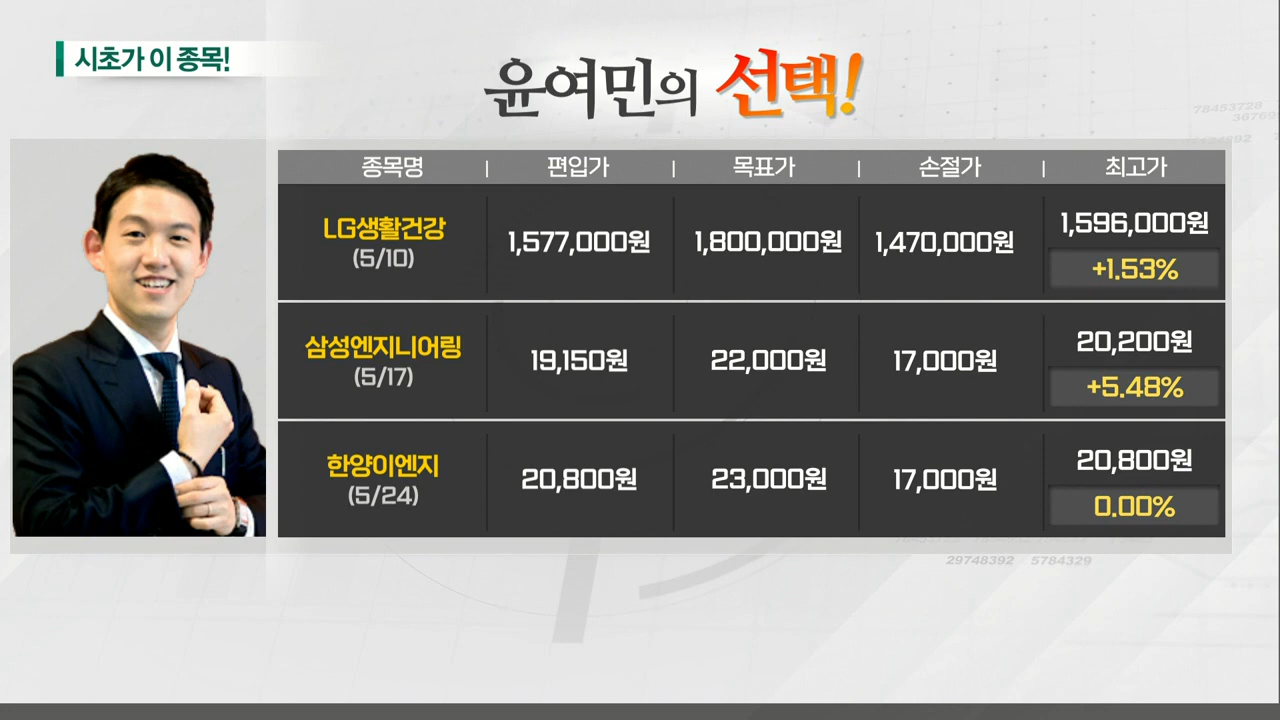 시초가 이 종목!
윤여민의 선택!
78453728
종목명 | 편입가 | 목표가 | 손절가 | 최고가
LG생활건강
(5/10)
1,577,000원
1,800,000원
1,470,000원
1,596,000원
+1.53%
삼성엔지니어링
(5/17)
19,150원
22,000원
17,000원
20,200원
+5.48%
한양이엔지
(5/24)
20,800원
23,000원
17,000원
20,800원
0.00%
29748392 5784329